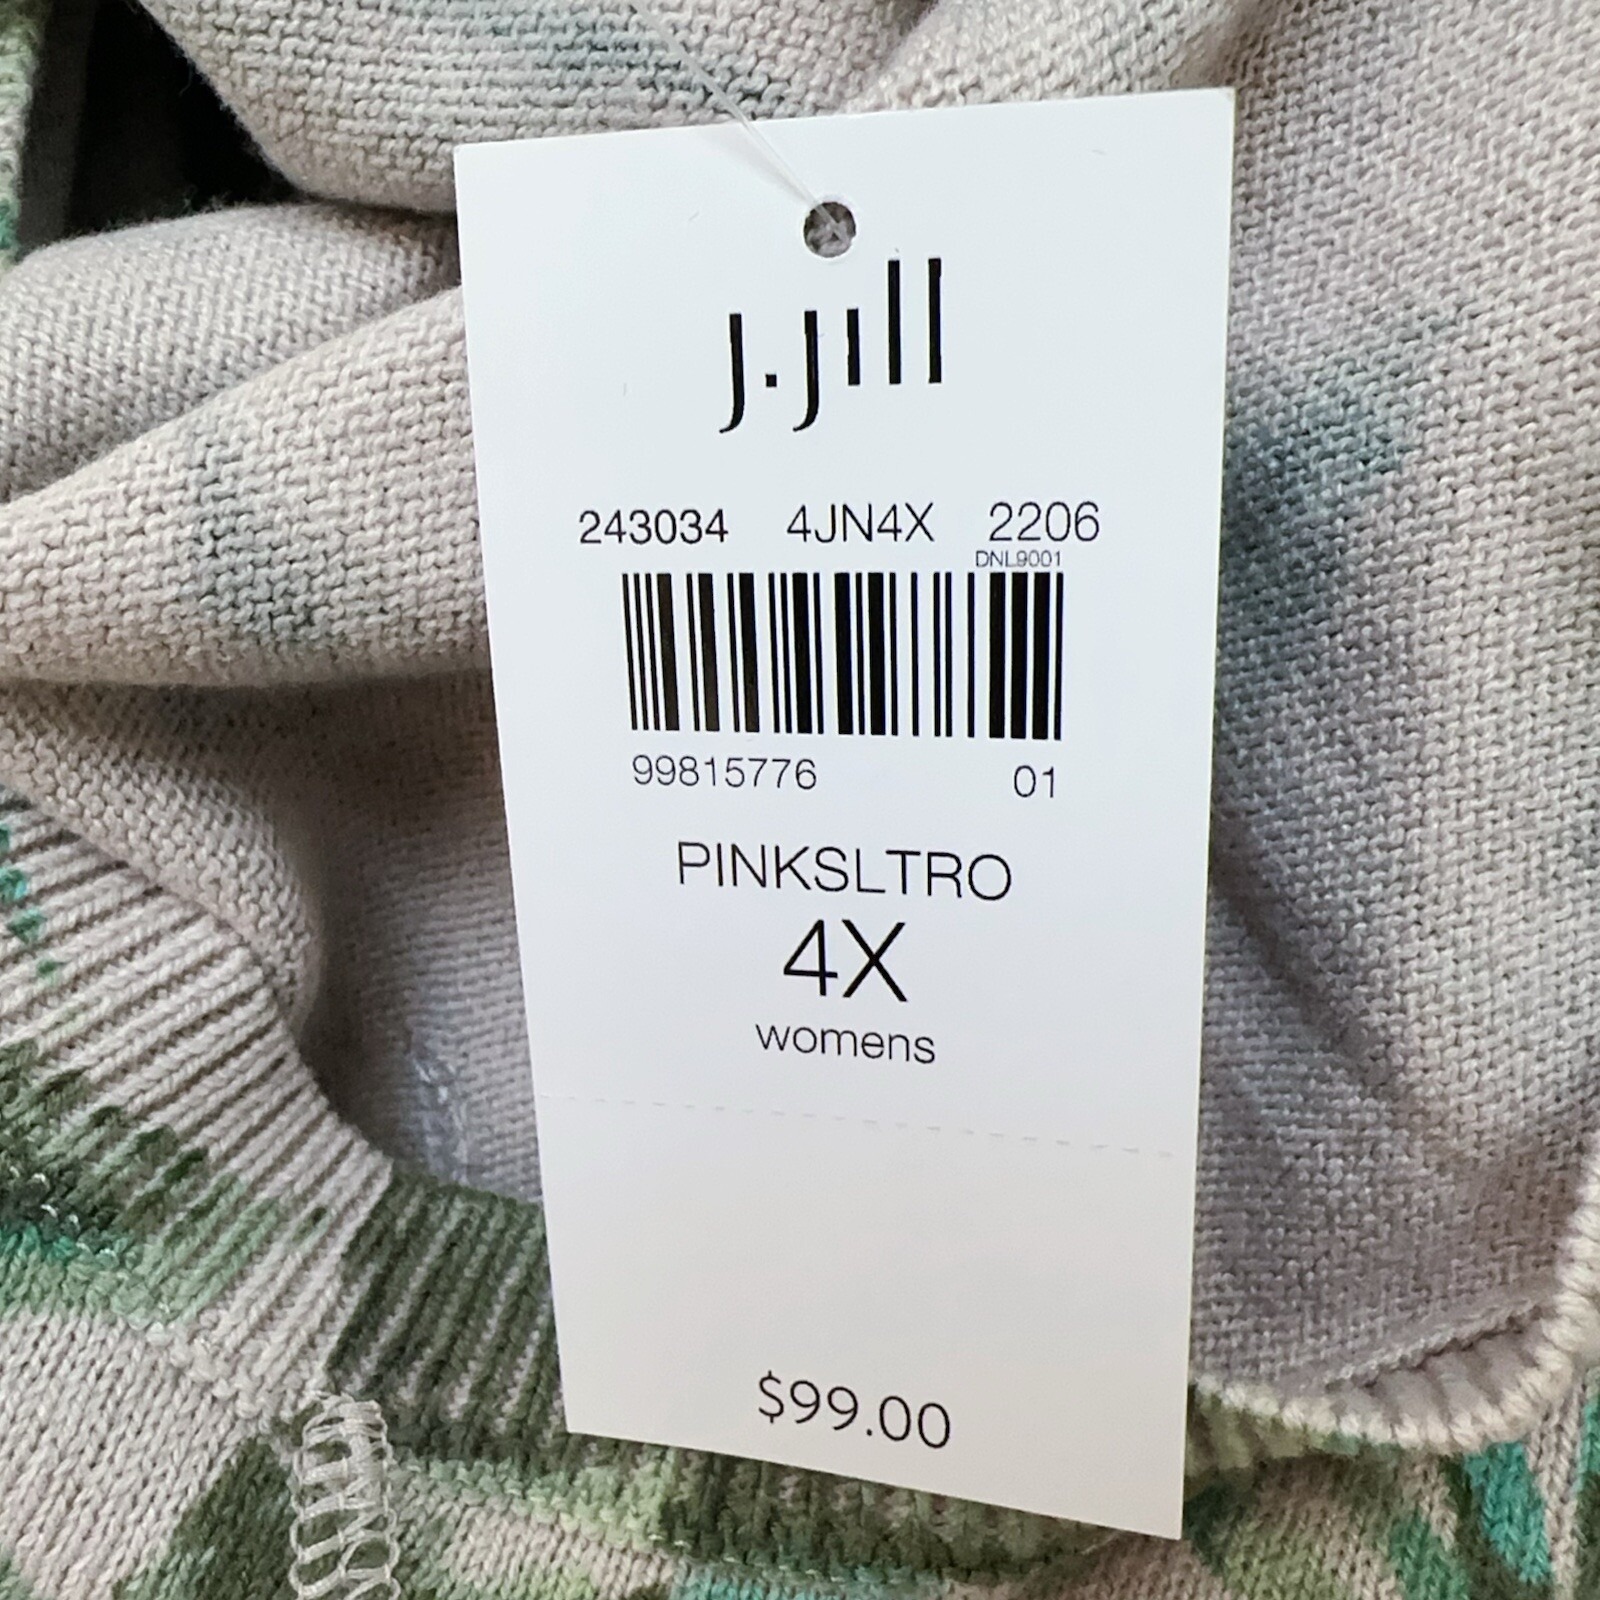 J.Jill
243034 4JN4X 2206
DNL9001
99815776 01
PINKSLTRO
4X
womens
$99.00